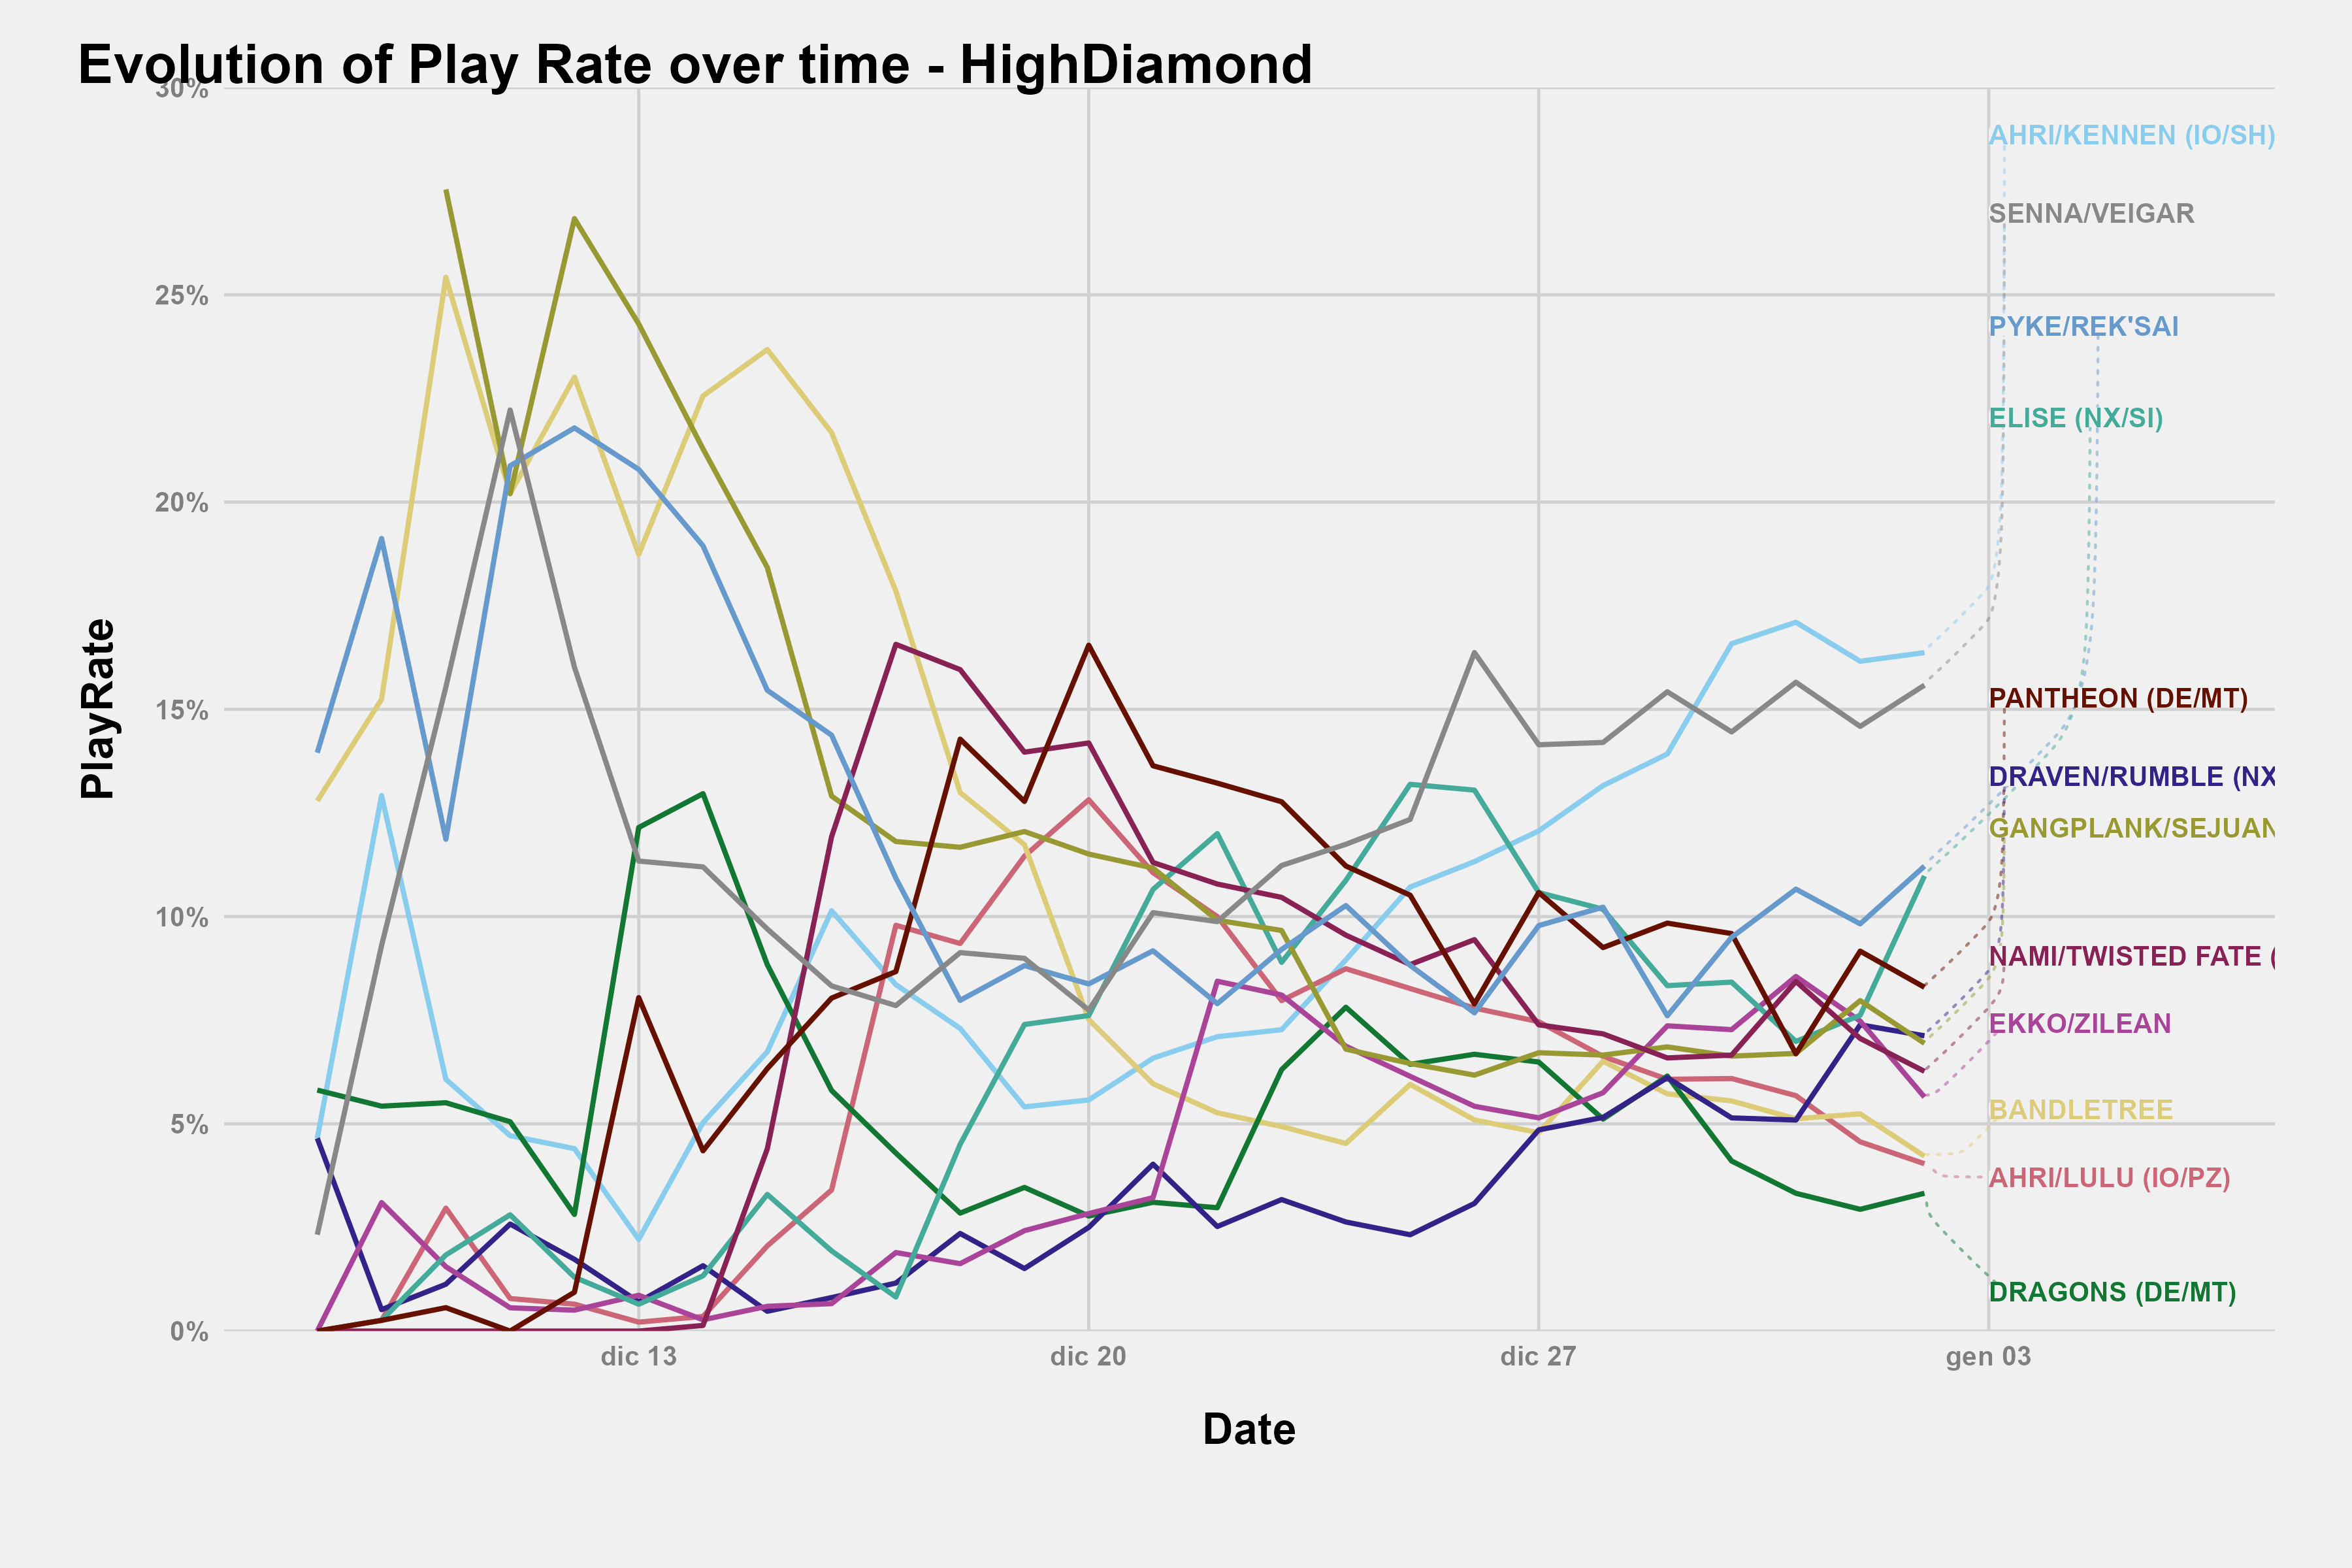 Evolution of Play Rate over time - HighDiamond
30%
25%
20%
15%
10%
5%
0%
PlayRate
AHRI/KENNEN (IO/SH)
SENNA/VEIGAR
PYKE/REK'SAI
ELISE (NX/SI)
PANTHEON (DE/MT)
DRAVEN/RUMBLE (NX
GANGPLANK/SEJUAN
NAMI/TWISTED FATE (
EKKO/ZILEAN
BANDLETREE
AHRI/LULU (IO/PZ)
DRAGONS (DE/MT)
dic 13
dic 20
dic 27
gen 03
Date